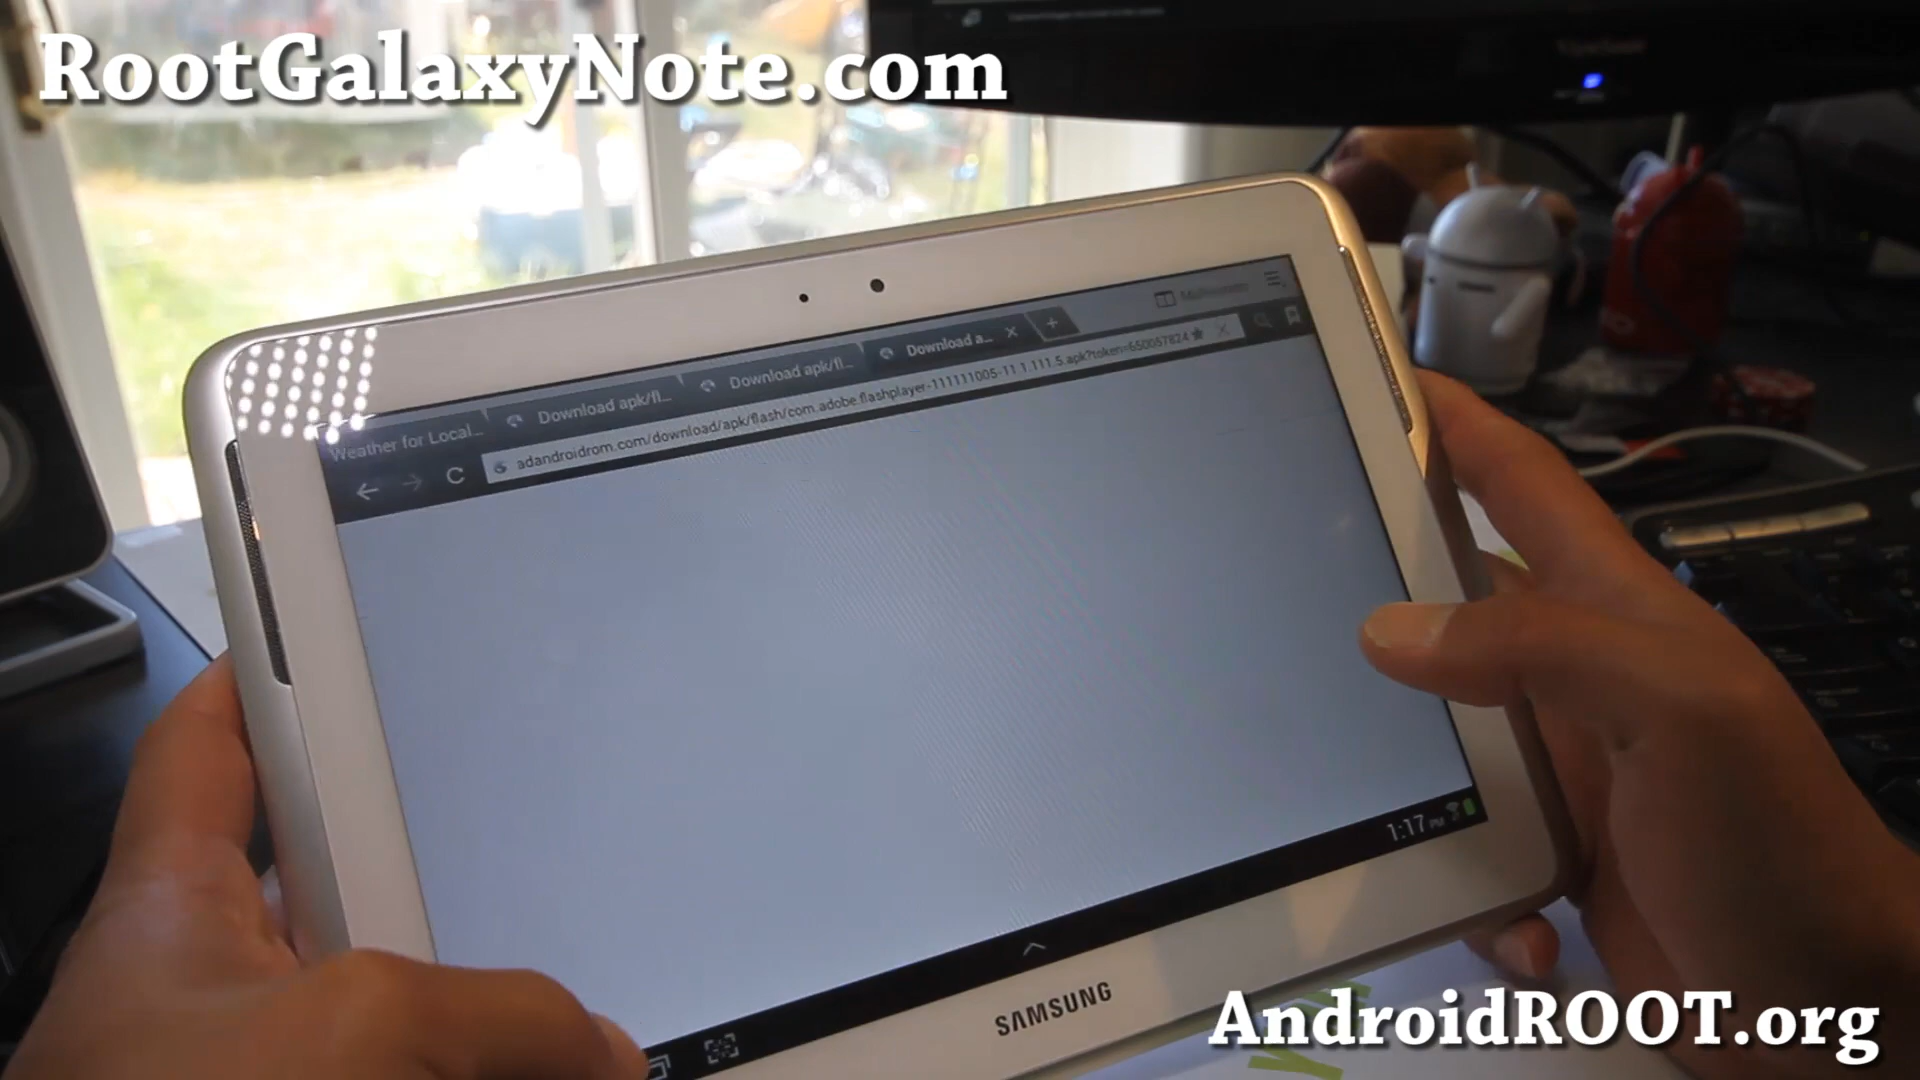 RootGalaxyNote.com
Weather for Local...
Download apk/fl...
Download apk/fl...
Download a...
adandroidrom.com/download/apk/flash/com.adobe.flashplayer-111111005-11.1.111.5.apk?token=650057824
1:17 PM
SAMSUNG
AndroidROOT.org